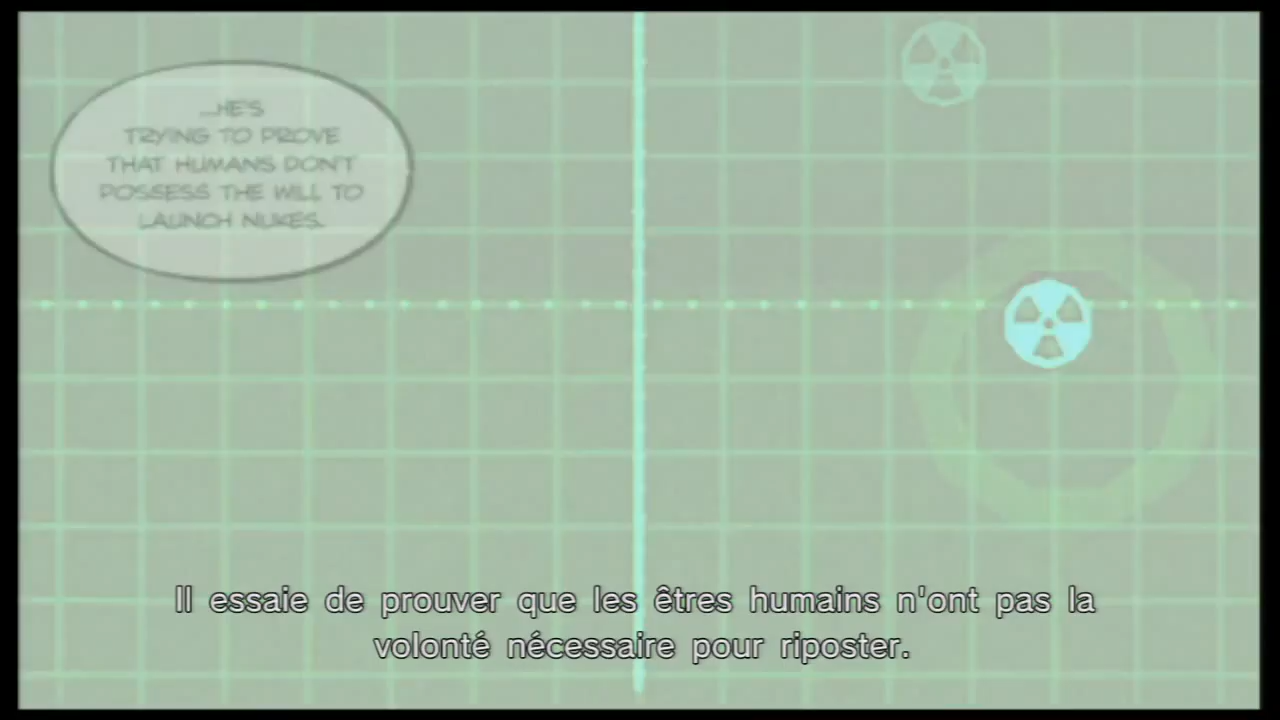 ...HE'S
TRYING TO PROVE
THAT HUMANS DON'T
POSSESS THE WILL TO
LAUNCH NUKES.
Il essaie de prouver que les êtres humains n'ont pas la
volonté nécessaire pour riposter.